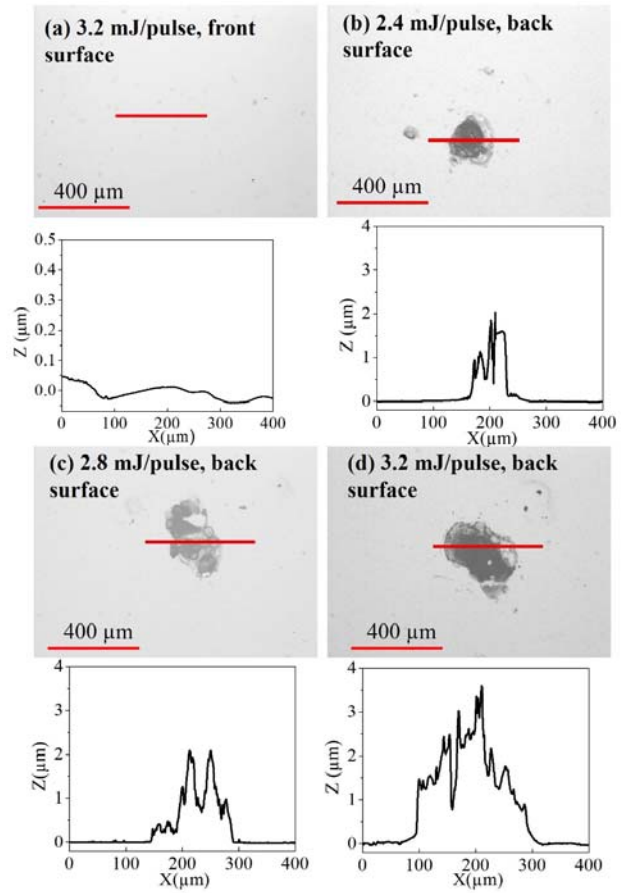 (a) 3.2 mJ/pulse, front
surface
400 µm
(b) 2.4 mJ/pulse, back
surface
400 µm
0.5
0.4
0.3
0.2
0.1
0.0
Z (µm)
0 100 200 300 400
X(µm)
4
3
2
1
0
Z (µm)
0 100 200 300 400
X(µm)
(c) 2.8 mJ/pulse, back
surface
400 µm
(d) 3.2 mJ/pulse, back
surface
400 µm
4
3
2
1
0
Z(µm)
0 100 200 300 400
X(µm)
4
3
2
1
0
Z (µm)
0 100 200 300 400
X(µm)